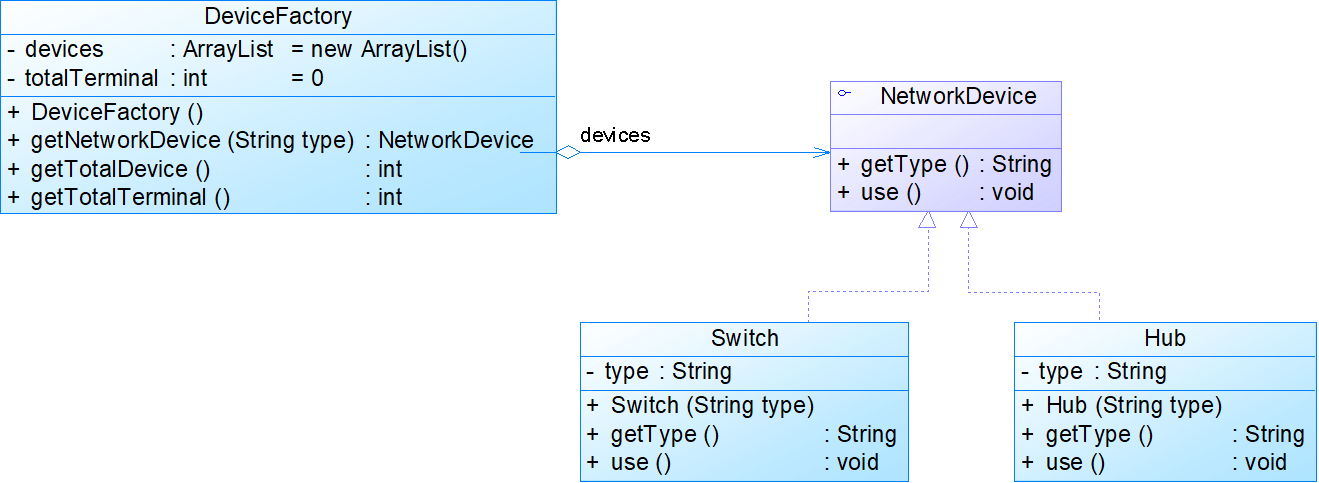 DeviceFactory
- devices : ArrayList = new ArrayList()
- totalTerminal : int = 0
+ DeviceFactory ()
+ getNetworkDevice (String type) : NetworkDevice
+ getTotalDevice () : int
+ getTotalTerminal () : int
devices
NetworkDevice
+ getType () : String
+ use () : void
Switch
- type : String
+ Switch (String type)
+ getType () : String
+ use () : void
Hub
- type : String
+ Hub (String type)
+ getType () : String
+ use () : void